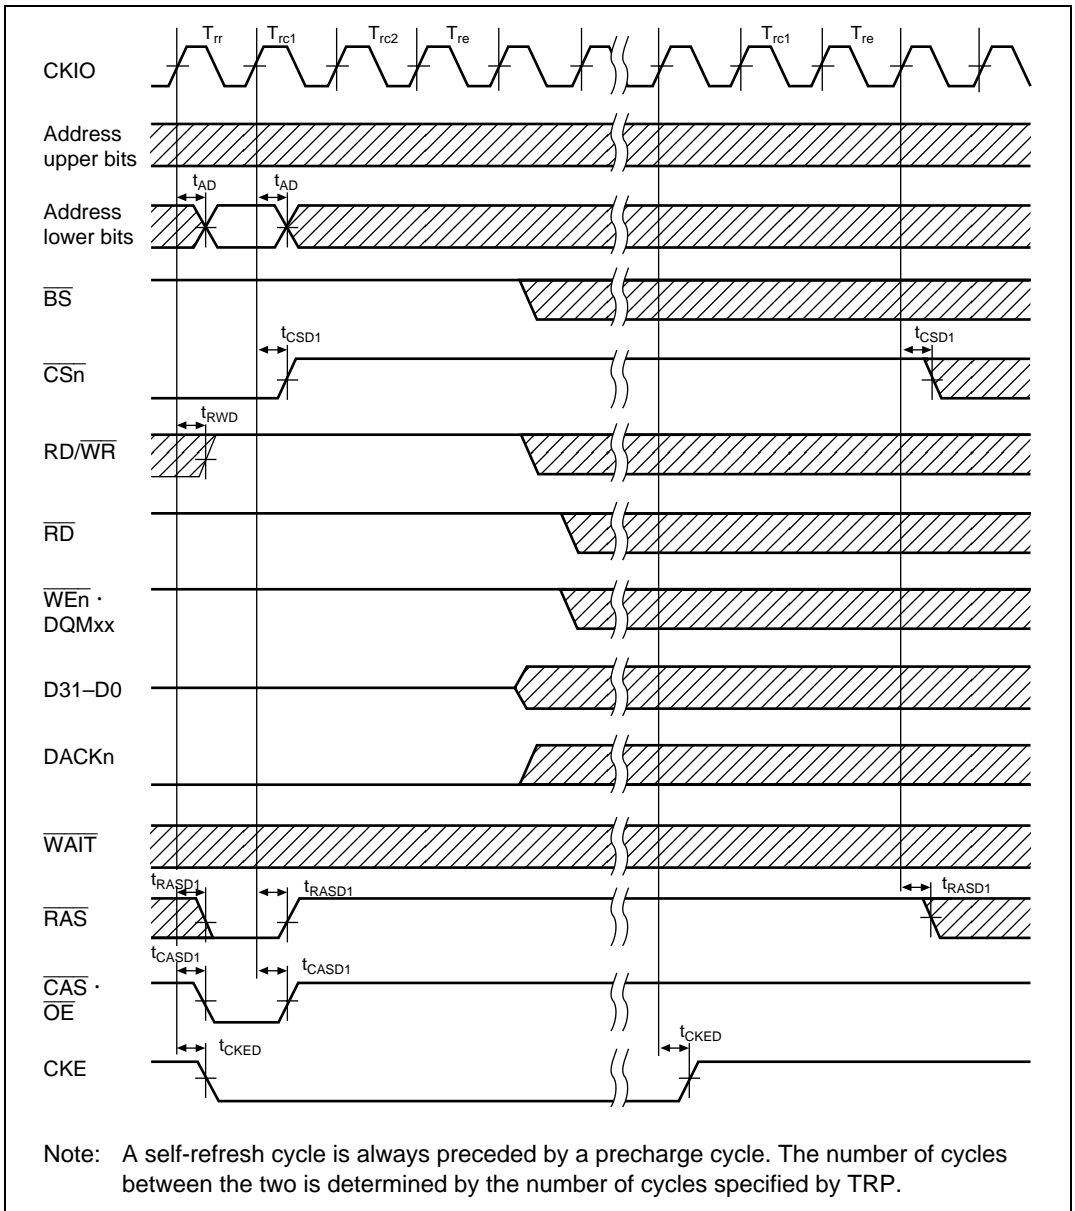 Trr Trc1 Trc2 Tre Trc1 Tre
CKIO
Address
upper bits
tAD tAD
Address
lower bits
BS
tCSD1 tCSD1
CSn
tRWD
RD/WR
RD
WEn ·
DQMxx
D31–D0
DACKn
WAIT
tRASD1 tRASD1 tRASD1
RAS
tCASD1 tCASD1
CAS ·
OE
tCKED tCKED
CKE
Note: A self-refresh cycle is always preceded by a precharge cycle. The number of cycles
between the two is determined by the number of cycles specified by TRP.